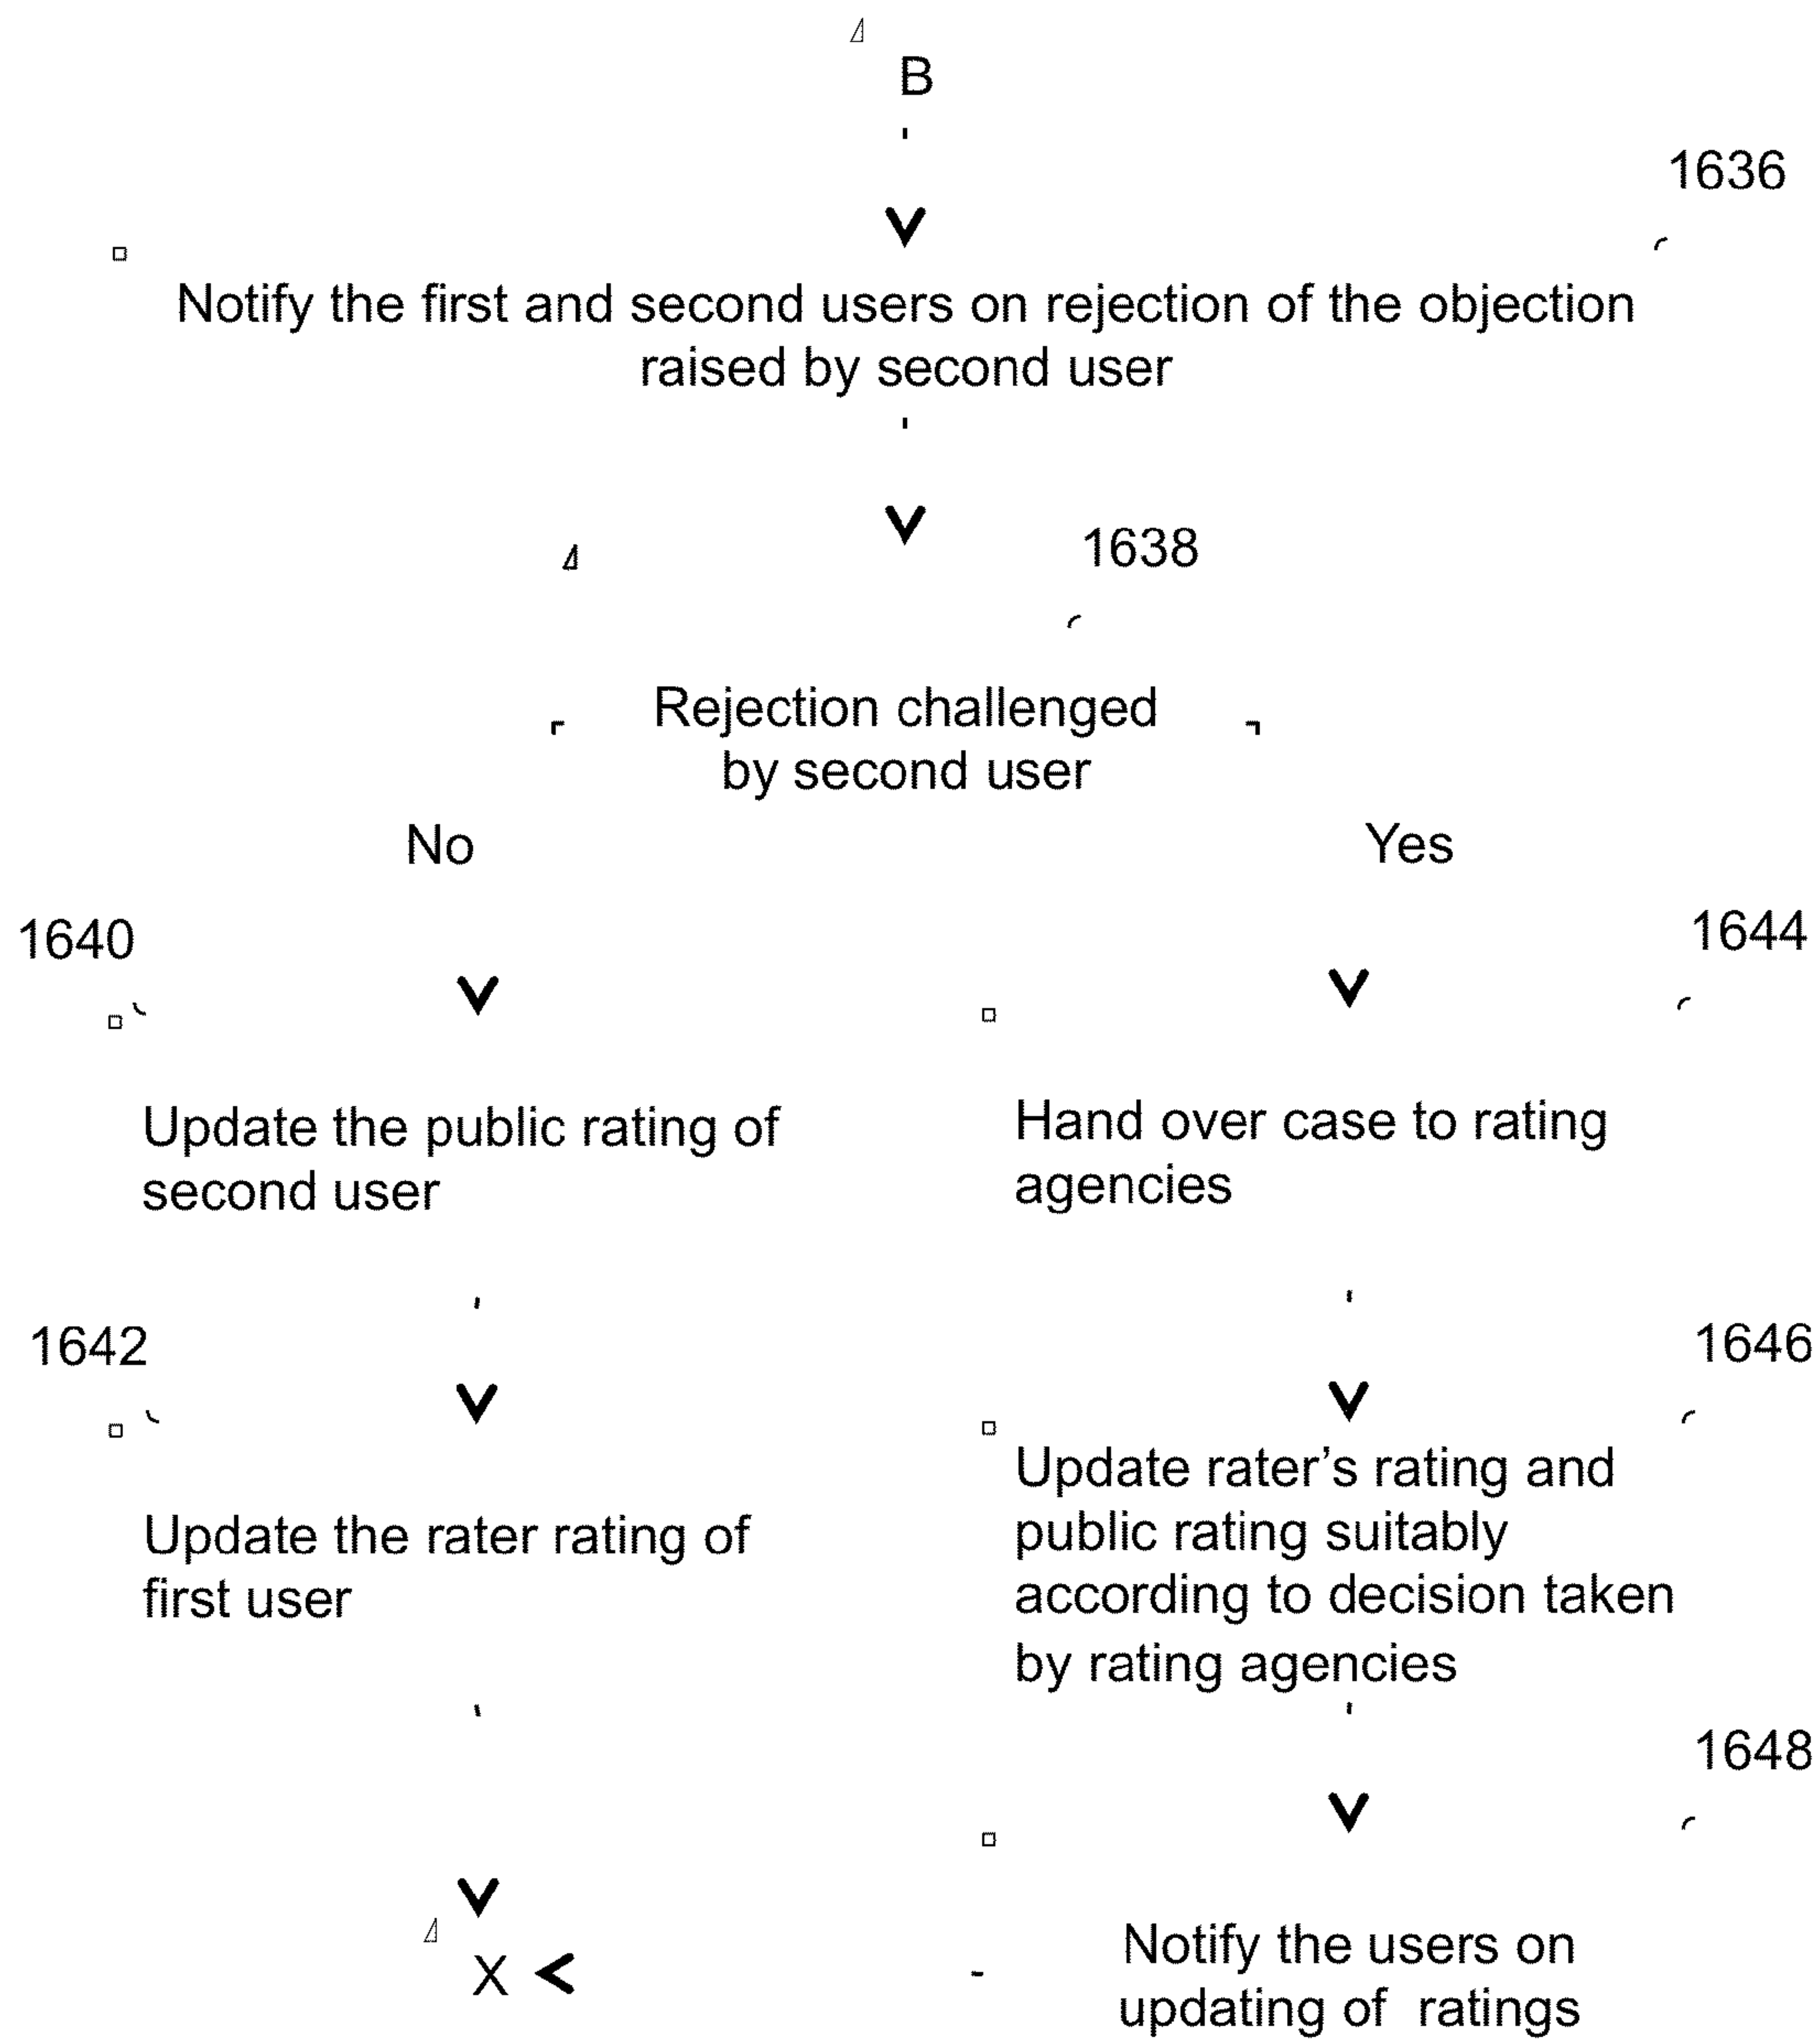 B
1636
Notify the first and second users on rejection of the objection
raised by second user
1638
Rejection challenged
by second user
No
Yes
1640
1644
Update the public rating of
second user
Hand over case to rating
agencies
1642
1646
Update the rater rating of
first user
Update rater’s rating and
public rating suitably
according to decision taken
by rating agencies
1648
X
Notify the users on
updating of ratings